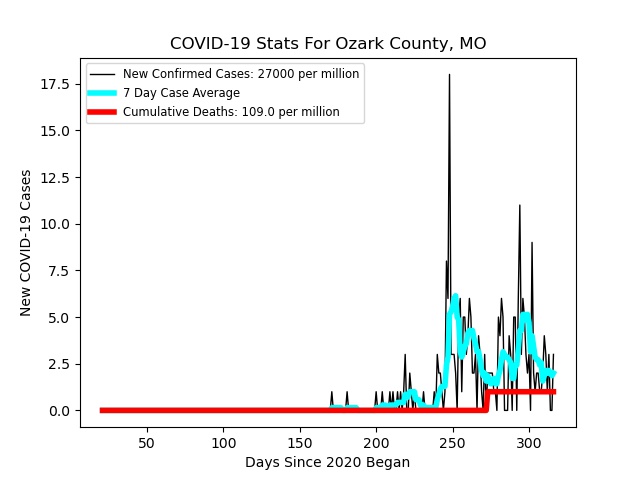 COVID-19 Stats For Ozark County, MO
New Confirmed Cases: 27000 per million
7 Day Case Average
Cumulative Deaths: 109.0 per million
New COVID-19 Cases
17.5
15.0
12.5
10.0
7.5
5.0
2.5
0.0
50 100 150 200 250 300
Days Since 2020 Began